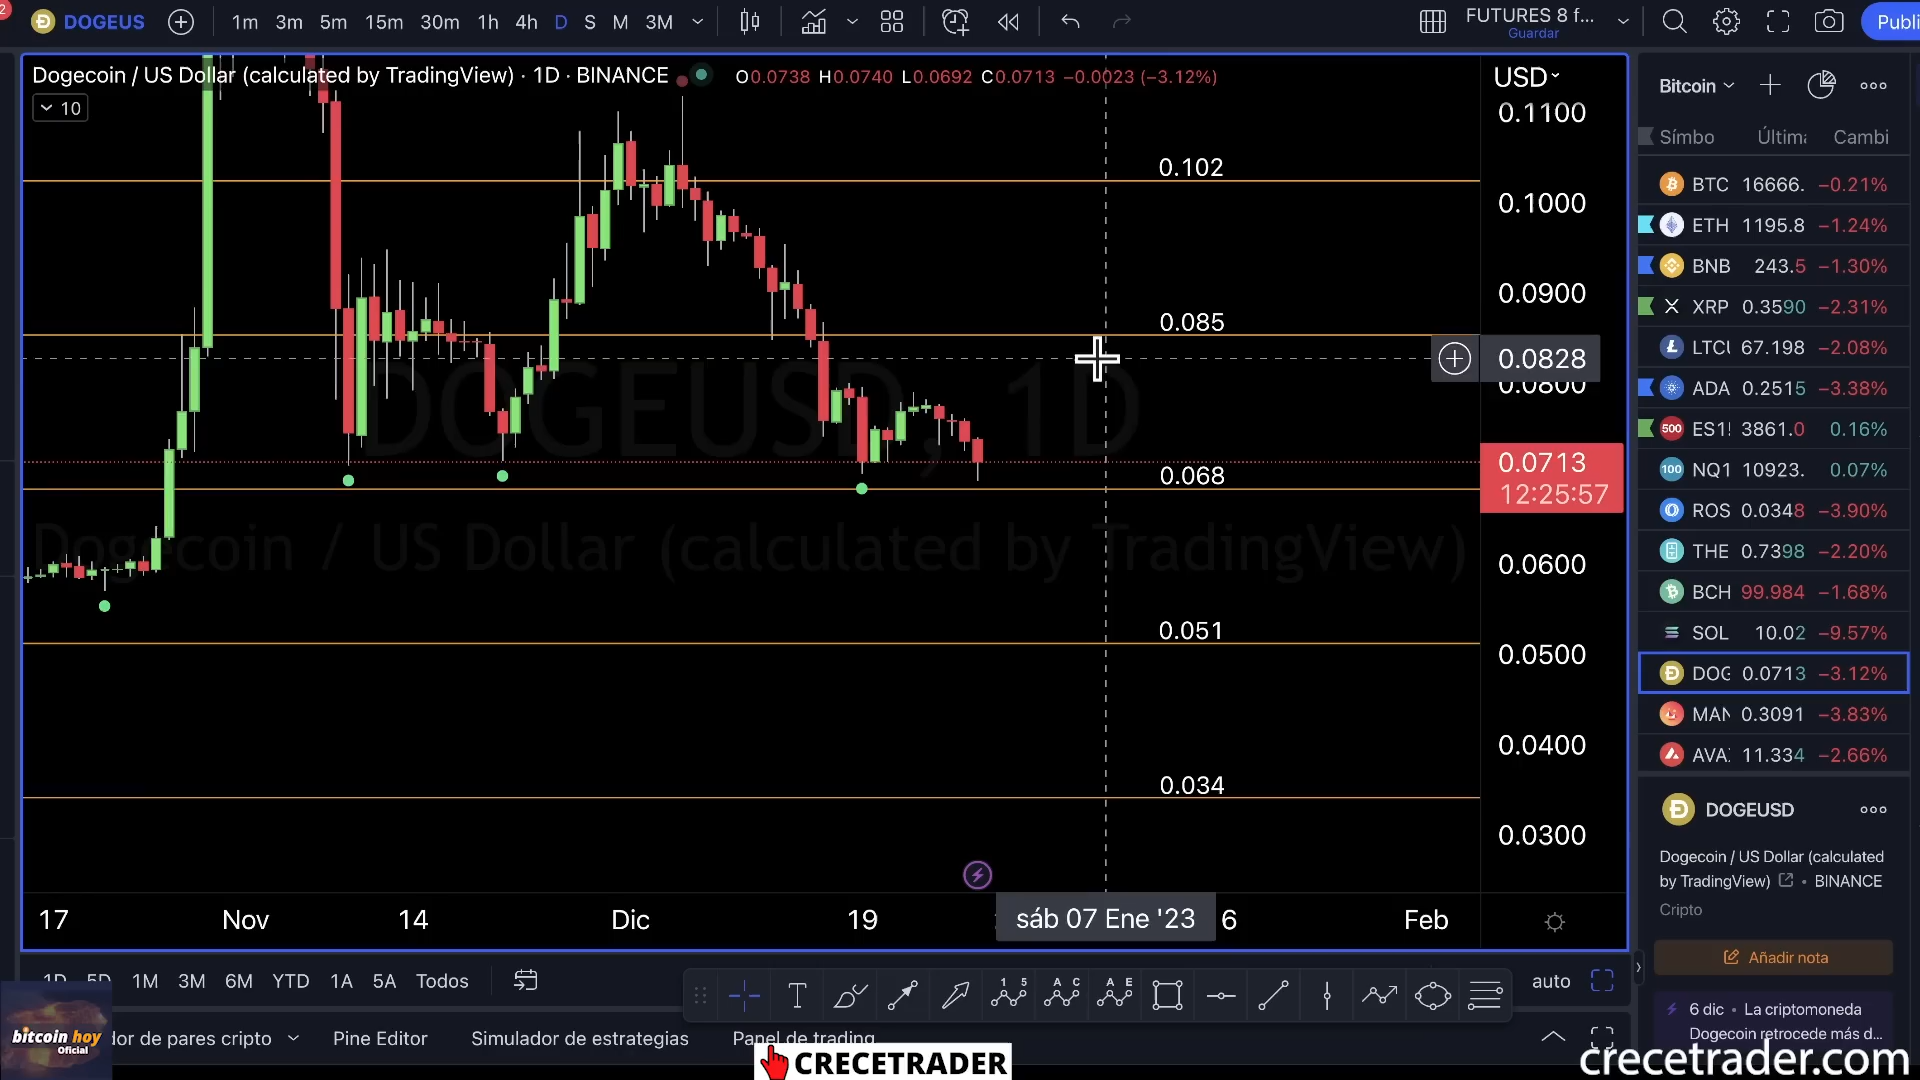 2
DOGEUS 1m 3m 5m 15m 30m 1h 4h D S M 3M FUTURES 8 f... Publi
Guardar
Dogecoin / US Dollar (calculated by TradingView) · 1D · BINANCE O0.0738 H0.0740 L0.0692 C0.0713 −0.0023 (−3.12%)
10
USD
0.1100
0.1000
0.0900
0.0828
0.0800
0.0713
12:25:57
0.0600
0.0500
0.0400
0.0300
0.102
0.085
0.068
0.051
0.034
DOGEUSD, 1D
Dogecoin / US Dollar (calculated by TradingView)
17 Nov 14 Dic 19 sáb 07 Ene '23 6 Feb
Bitcoin
Símbo Últim Cambi
BTC 16666. −0.21%
ETH 1195.8 −1.24%
BNB 243.5 −1.30%
XRP 0.3590 −2.31%
LTCU 67.198 −2.08%
ADA 0.2515 −3.38%
500 ES1! 3861.0 0.16%
100 NQ1 10923. 0.07%
ROS 0.0348 −3.90%
THE 0.7398 −2.20%
BCH 99.984 −1.68%
SOL 10.02 −9.57%
DOG 0.0713 −3.12%
MAN 0.3091 −3.83%
AVA 11.334 −2.66%
DOGEUSD
Dogecoin / US Dollar (calculated
by TradingView) • BINANCE
Cripto
Añadir nota
6 dic • La criptomoneda
Dogecoin retrocede más d...
1D 5D 1M 3M 6M YTD 1A 5A Todos
auto
dor de pares cripto Pine Editor Simulador de estrategias Panel de trading
bitcoin hoy
Oficial
CRECETRADER
crecetrader.com